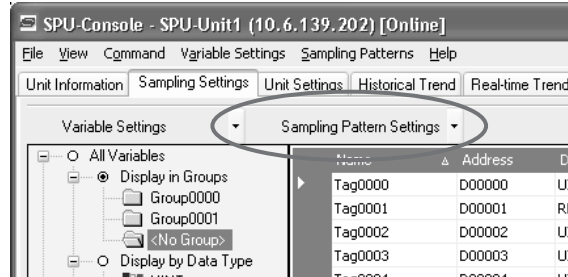 SPU-Console - SPU-Unit1 (10.6.139.202) [Online]
File View Command Variable Settings Sampling Patterns Help
Unit Information Sampling Settings Unit Settings Historical Trend Real-time Trend
Variable Settings Sampling Pattern Settings
All Variables
Display in Groups
Group0000
Group0001
<No Group>
Display by Data Type
Name Address
Tag0000 D00000
Tag0001 D00001
Tag0002 D00002
Tag0003 D00003